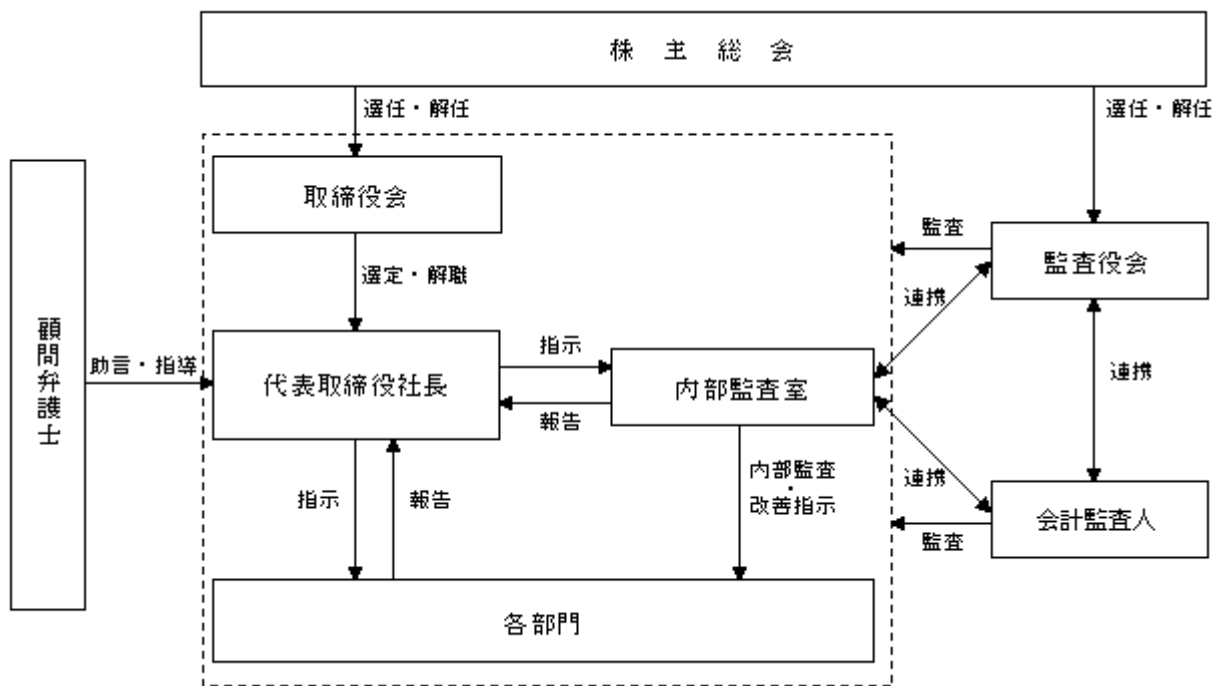 株主総会
選任・解任
選任・解任
取締役会
監査
監査役会
選定・解職
連携
顧問弁護士
助言・指導
代表取締役社長
指示
内部監査室
報告
連携
指示
報告
内部監査
・
改善指示
連携
会計監査人
監査
各部門